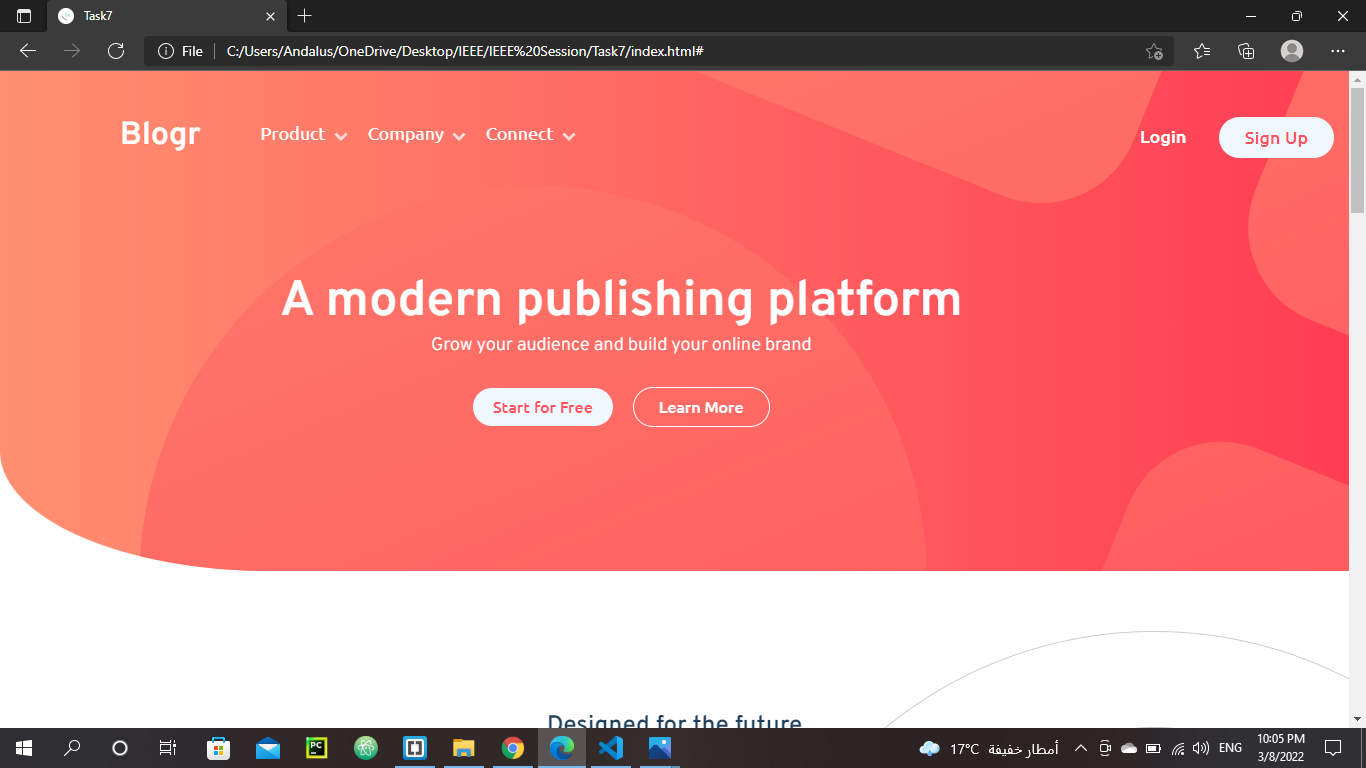 Task7
File
C:/Users/Andalus/OneDrive/Desktop/IEEE/IEEE%20Session/Task7/index.html#
Blogr
Product
Company
Connect
Login
Sign Up
A modern publishing platform
Grow your audience and build your online brand
Start for Free
Learn More
Designed for the future
PC
17°C أمطار خفيفة
ENG
10:05 PM
3/8/2022